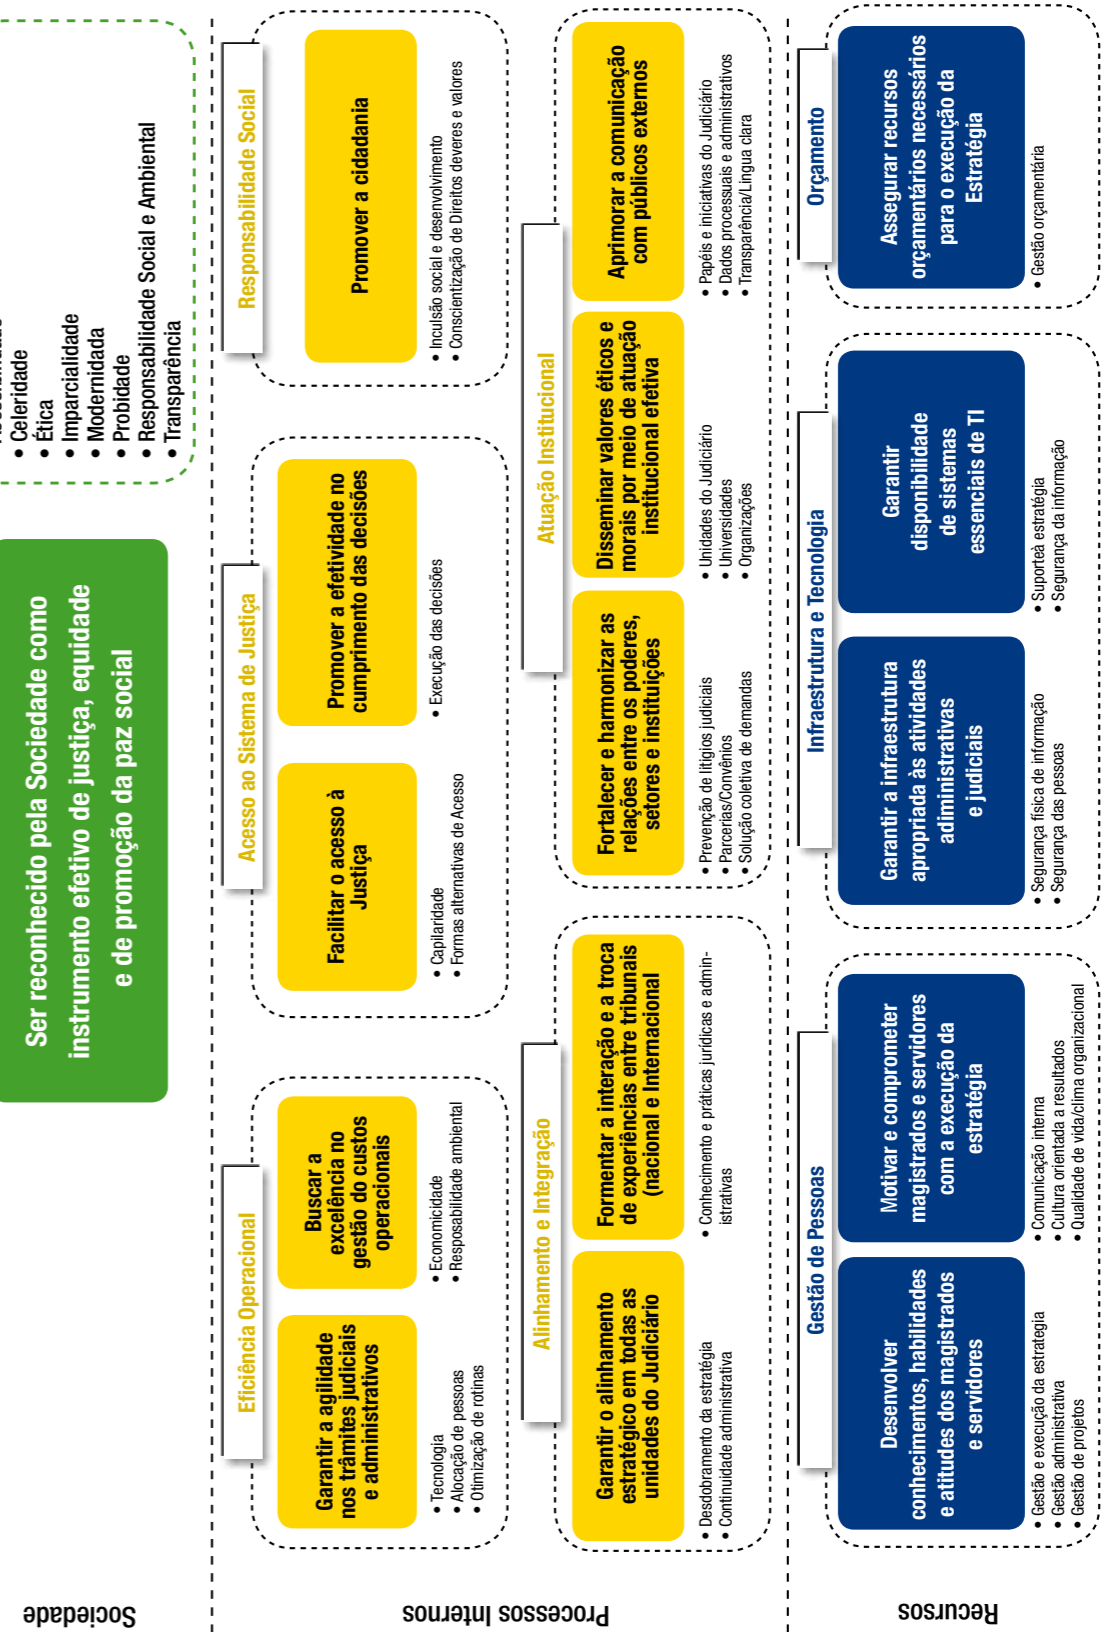 Sociedade
Ser reconhecido pela Sociedade como
instrumento efetivo de justiça, equidade
e de promoção da paz social
• Celeridade
• Ética
• Imparcialidade
• Modernidada
• Probidade
• Responsabilidade Social e Ambiental
• Transparência
Processos Internos
Eficiência Operacional
Garantir a agilidade
nos trâmites judiciais
e administrativos
• Tecnologia
• Alocação de pessoas
• Otimização de rotinas
Buscar a
excelência no
gestão do custos
operacionais
• Economicidade
• Resposabilidade ambiental
Acesso ao Sistema de Justiça
Facilitar o acesso à
Justiça
• Capilaridade
• Formas alternativas de Acesso
Promover a efetividade no
cumprimento das decisões
• Execução das decisões
Responsabilidade Social
Promover a cidadania
• Inculsão social e desenvolvimento
• Conscientização de Direitos deveres e valores
Alinhamento e Integração
Garantir o alinhamento
estratégico em todas as
unidades do Judiciário
• Desdobramento da estratégia
• Continuidade administrativa
Formentar a interação e a troca
de experiências entre tribunais
(nacional e Internacional
• Conhecimento e práticas jurídicas e admin-
istrativas
Atuação Institucional
Fortalecer e harmonizar as
relações entre os poderes,
setores e instituições
• Prevenção de litígios judiciais
• Parcerias/Convênios
• Solução coletiva de demandas
Disseminar valores éticos e
morais por meio de atuação
institucional efetiva
• Unidades do Judiciário
• Universidades
• Organizações
Aprimorar a comunicação
com públicos externos
• Papéis e iniciativas do Judiciário
• Dados processuais e administrativos
• Transparência/Lingua clara
Recursos
Gestão de Pessoas
Desenvolver
conhecimentos, habilidades
e atitudes dos magistrados
e servidores
• Gestão e execução da estrategia
• Gestão administrativa
• Gestão de projetos
Motivar e comprometer
magistrados e servidores
com a execução da
estratégia
• Comunicação interna
• Cultura orientada a resultados
• Qualidade de vida/clima organizacional
Infraestrutura e Tecnologia
Garantir a infraestrutura
apropriada às atividades
adiministrativas
e judiciais
• Segurança física de informação
• Segurança das pessoas
Garantir
disponibilidade
de sistemas
essenciais de TI
• Suporteà estratégia
• Segurança da informação
Orçamento
Assegurar recursos
orçamentários necessários
para o execução da
Estratégia
• Gestão orçamentária